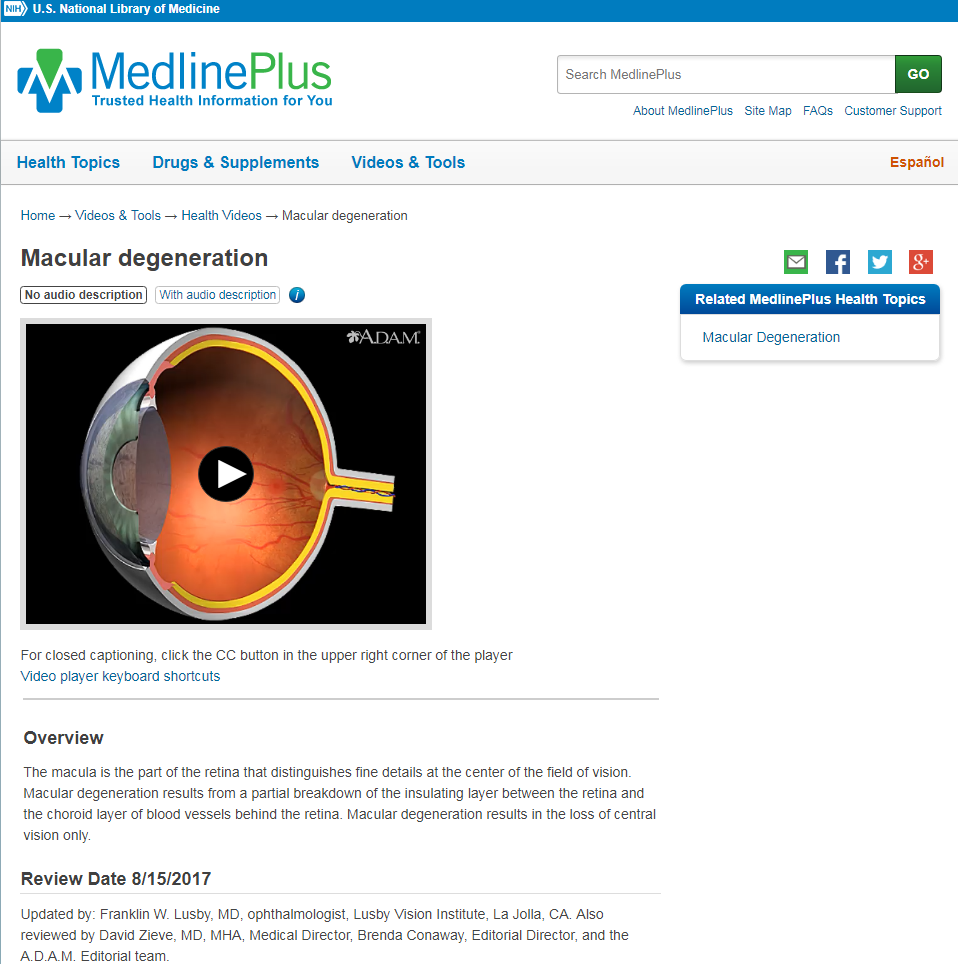 NIH U.S. National Library of Medicine
MedlinePlus
Trusted Health Information for You
Search MedlinePlus
GO
About MedlinePlus Site Map FAQs Customer Support
Health Topics Drugs & Supplements Videos & Tools Español
Home → Videos & Tools → Health Videos → Macular degeneration
Macular degeneration
No audio description With audio description i
g+
Related MedlinePlus Health Topics
Macular Degeneration
A.D.A.M.
For closed captioning, click the CC button in the upper right corner of the player
Video player keyboard shortcuts
Overview
The macula is the part of the retina that distinguishes fine details at the center of the field of vision.
Macular degeneration results from a partial breakdown of the insulating layer between the retina and
the choroid layer of blood vessels behind the retina. Macular degeneration results in the loss of central
vision only.
Review Date 8/15/2017
Updated by: Franklin W. Lusby, MD, ophthalmologist, Lusby Vision Institute, La Jolla, CA. Also
reviewed by David Zieve, MD, MHA, Medical Director, Brenda Conaway, Editorial Director, and the
A.D.A.M. Editorial team.